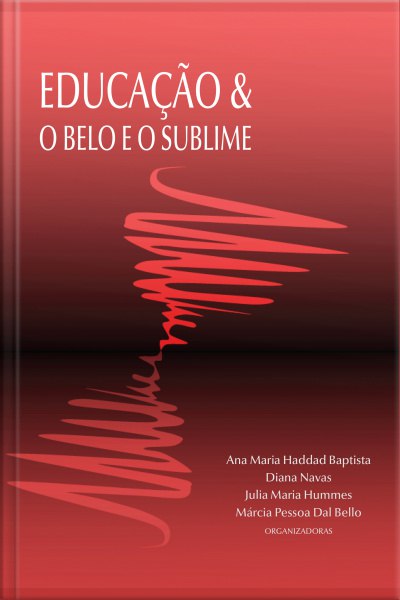 EDUCAÇÃO &
O BELO E O SUBLIME
Ana Maria Haddad Baptista
Diana Navas
Julia Maria Hummes
Márcia Pessoa Dal Bello
ORGANIZADORAS